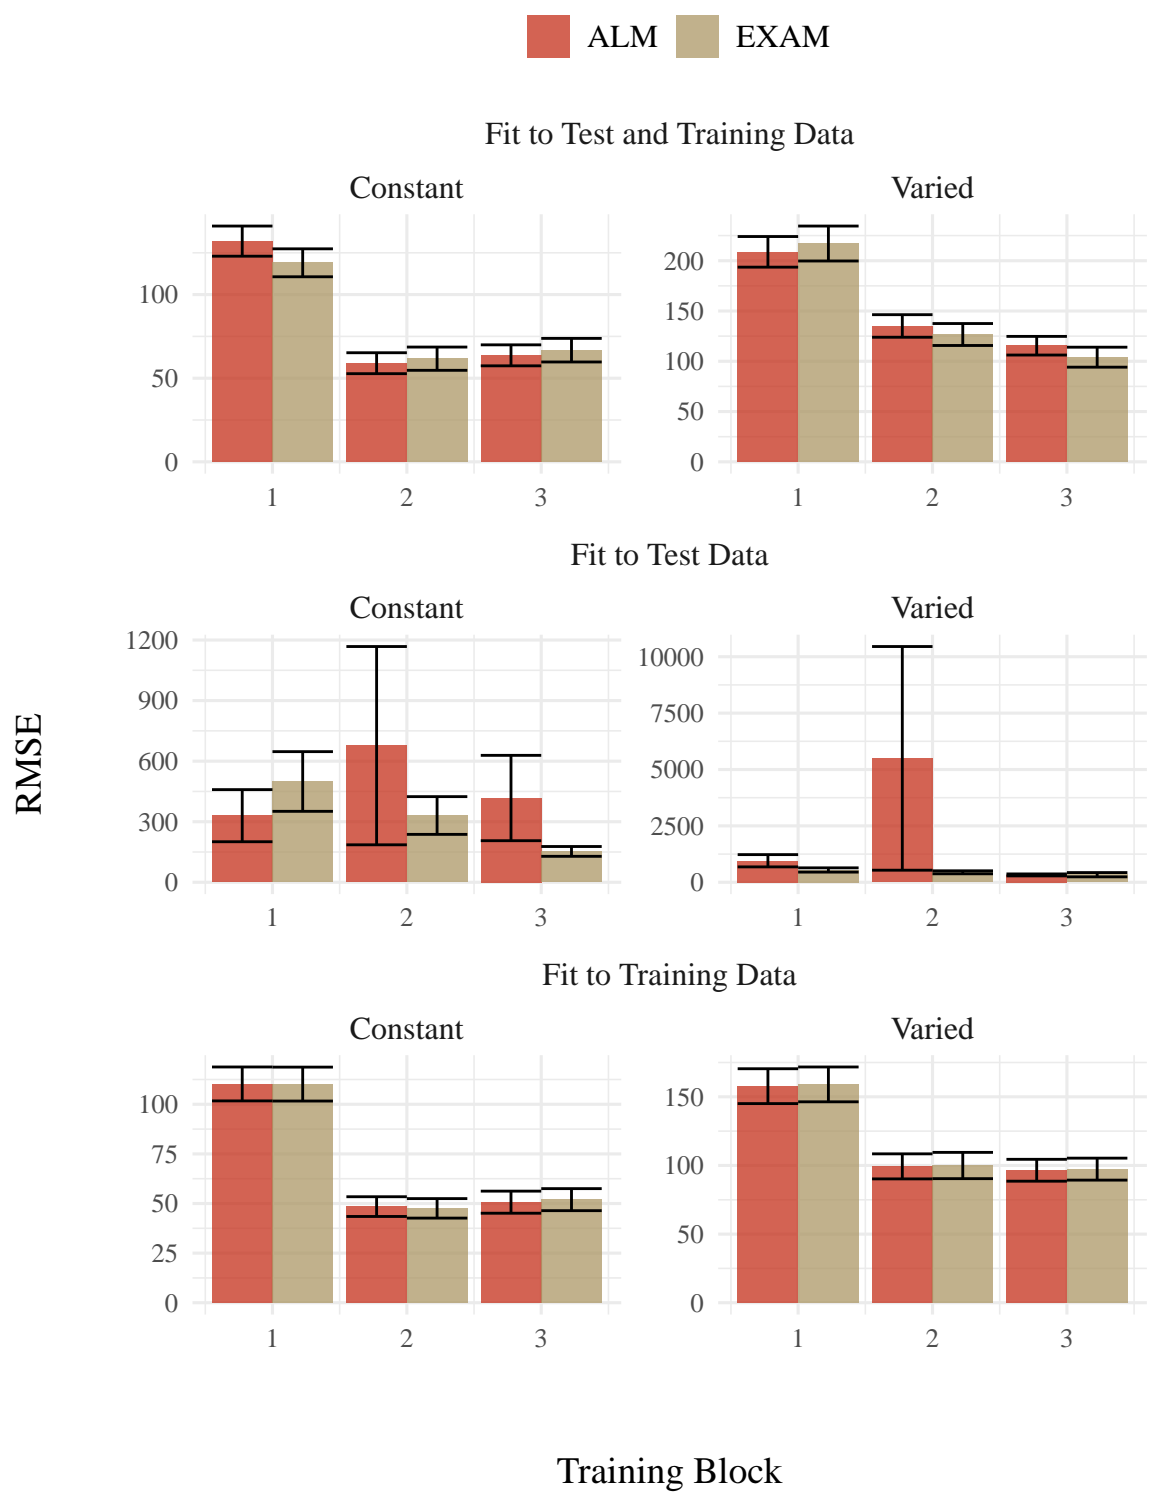 ALM EXAM
Fit to Test and Training Data
Constant Varied
100
50
0
200
150
100
50
0
1 2 3 1 2 3
Fit to Test Data
Constant Varied
1200
900
600
300
0
10000
7500
5000
2500
0
1 2 3 1 2 3
RMSE
Fit to Training Data
Constant Varied
100
75
50
25
0
150
100
50
0
1 2 3 1 2 3
Training Block